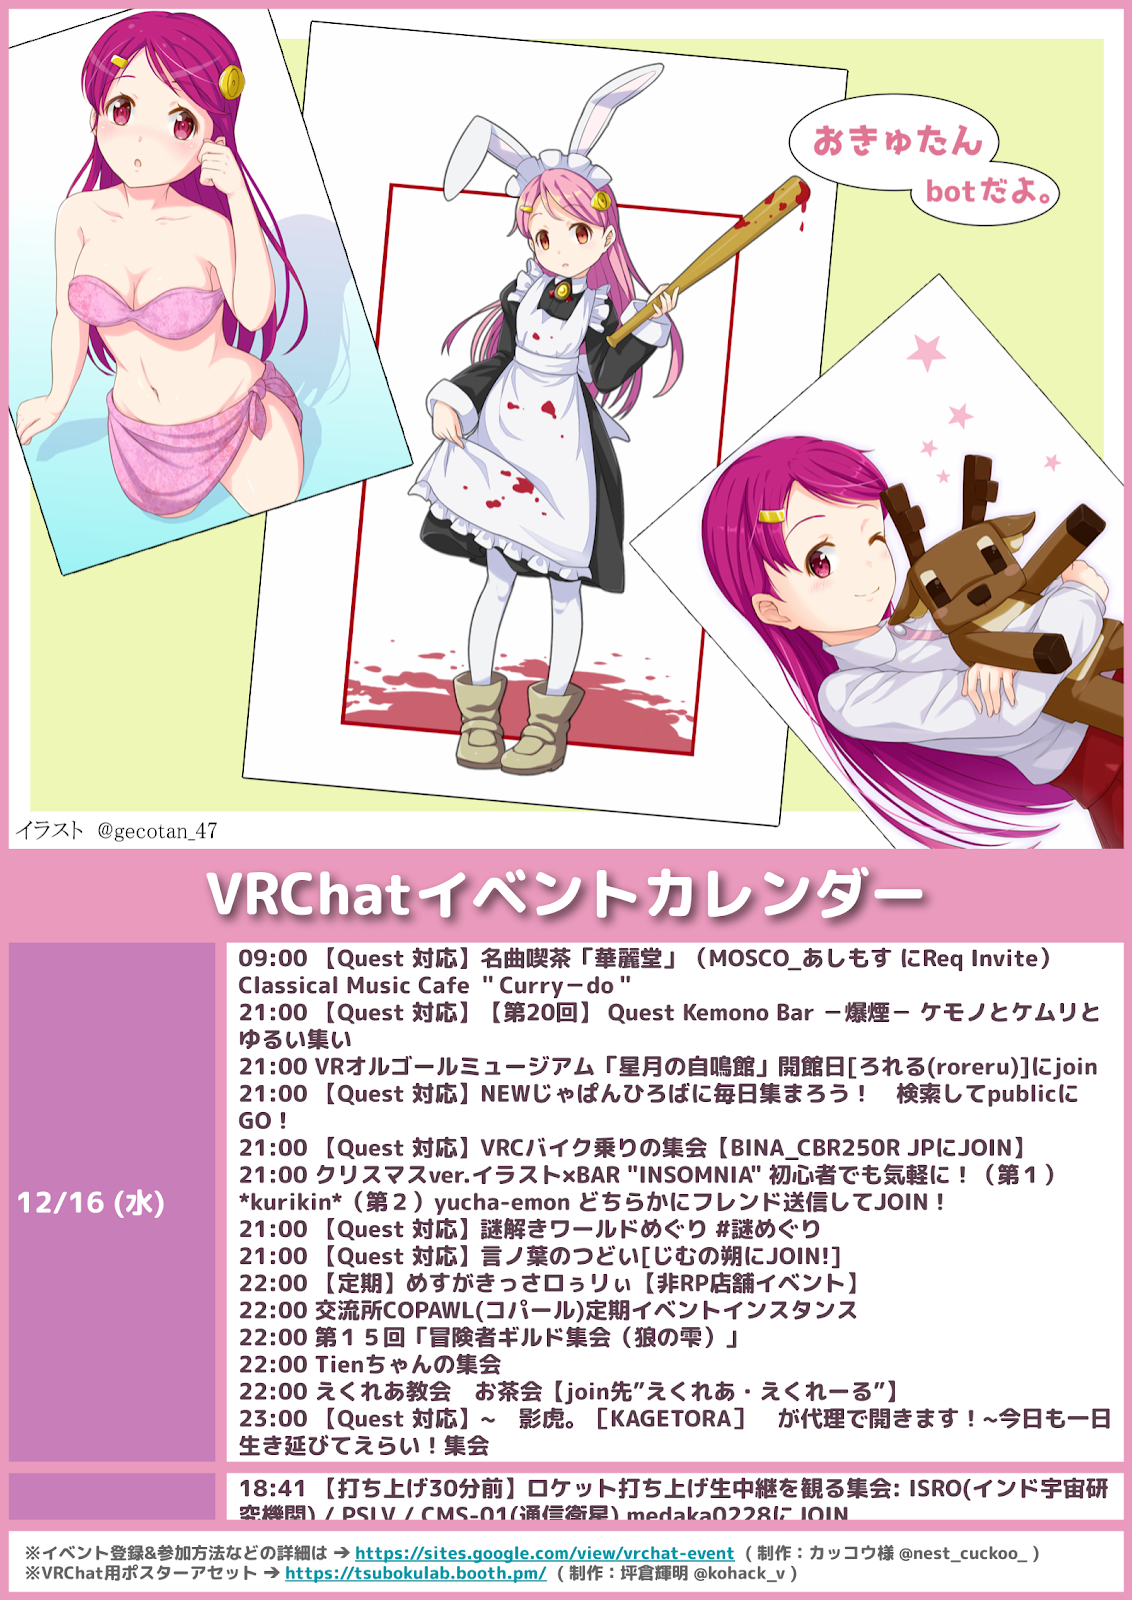 おきゅたん
botだよ。
イラスト @gecotan_47
VRChatイベントカレンダー
12/16 (水)
09:00 【Quest 対応】名曲喫茶「華麗堂」（MOSCO_あしもす にReq Invite）
Classical Music Cafe ＂Curry－do＂
21:00 【Quest 対応】【第20回】 Quest Kemono Bar －爆煙－ ケモノとケムリと
ゆるい集い
21:00 VRオルゴールミュージアム「星月の自鳴館」開館日[ろれる(roreru)]にjoin
21:00 【Quest 対応】NEWじゃぱんひろばに毎日集まろう！　検索してpublicに
GO！
21:00 【Quest 対応】VRCバイク乗りの集会【BINA_CBR250R JPにJOIN】
21:00 クリスマスver.イラスト×BAR "INSOMNIA" 初心者でも気軽に！（第１）
*kurikin*（第２）yucha-emon どちらかにフレンド送信してJOIN！
21:00 【Quest 対応】謎解きワールドめぐり #謎めぐり
21:00 【Quest 対応】言ノ葉のつどい[じむの朔にJOIN!]
22:00 【定期】めすがきっさロぅリぃ【非RP店舗イベント】
22:00 交流所COPAWL(コパール)定期イベントインスタンス
22:00 第１５回「冒険者ギルド集会（狼の雫）」
22:00 Tienちゃんの集会
22:00 えくれあ教会　お茶会【join先”えくれあ・えくれーる”】
23:00 【Quest 対応】~　影虎。［KAGETORA］　が代理で開きます！~今日も一日
生き延びてえらい！集会
18:41 【打ち上げ30分前】ロケット打ち上げ生中継を観る集会: ISRO(インド宇宙研
究機関) / PSLV / CMS-01(通信衛星) medaka0228にJOIN
※イベント登録&参加方法などの詳細は → https://sites.google.com/view/vrchat-event （制作：カッコウ様 @nest_cuckoo_ ）
※VRChat用ポスターアセット → https://tsubokulab.booth.pm/ （制作：坪倉輝明 @kohack_v ）